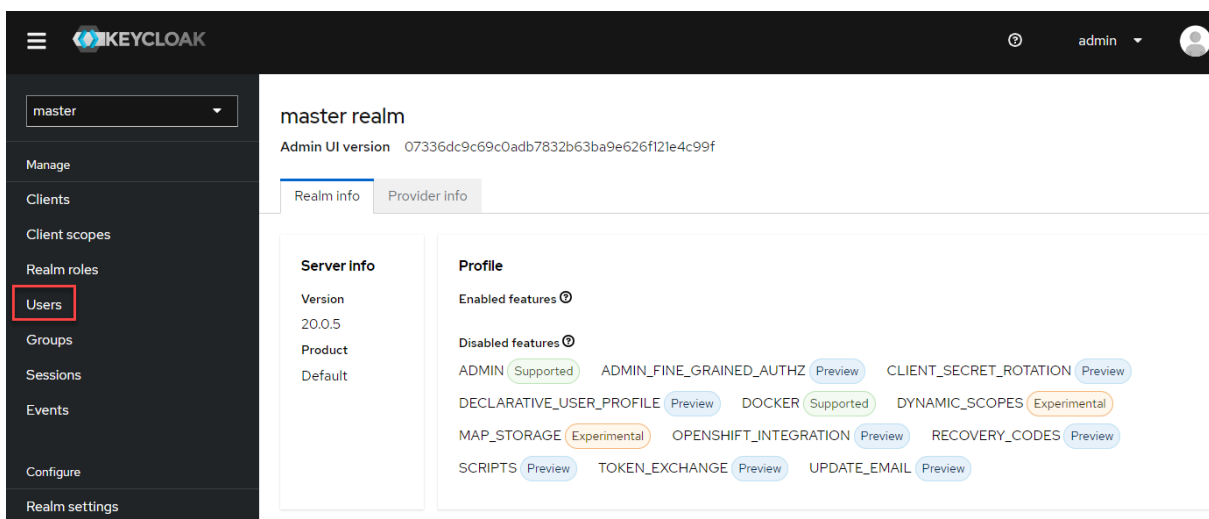 KEYCLOAK
admin
master
Manage
Clients
Client scopes
Realm roles
Users
Groups
Sessions
Events
Configure
Realm settings
master realm
Admin UI version 07336dc9c69c0adb7832b63ba9e626f121e4c99f
Realm info Provider info
Server info
Version
20.0.5
Product
Default
Profile
Enabled features
Disabled features
ADMIN Supported ADMIN_FINE_GRAINED_AUTHZ Preview CLIENT_SECRET_ROTATION Preview
DECLARATIVE_USER_PROFILE Preview DOCKER Supported DYNAMIC_SCOPES Experimental
MAP_STORAGE Experimental OPENSHIFT_INTEGRATION Preview RECOVERY_CODES Preview
SCRIPTS Preview TOKEN_EXCHANGE Preview UPDATE_EMAIL Preview